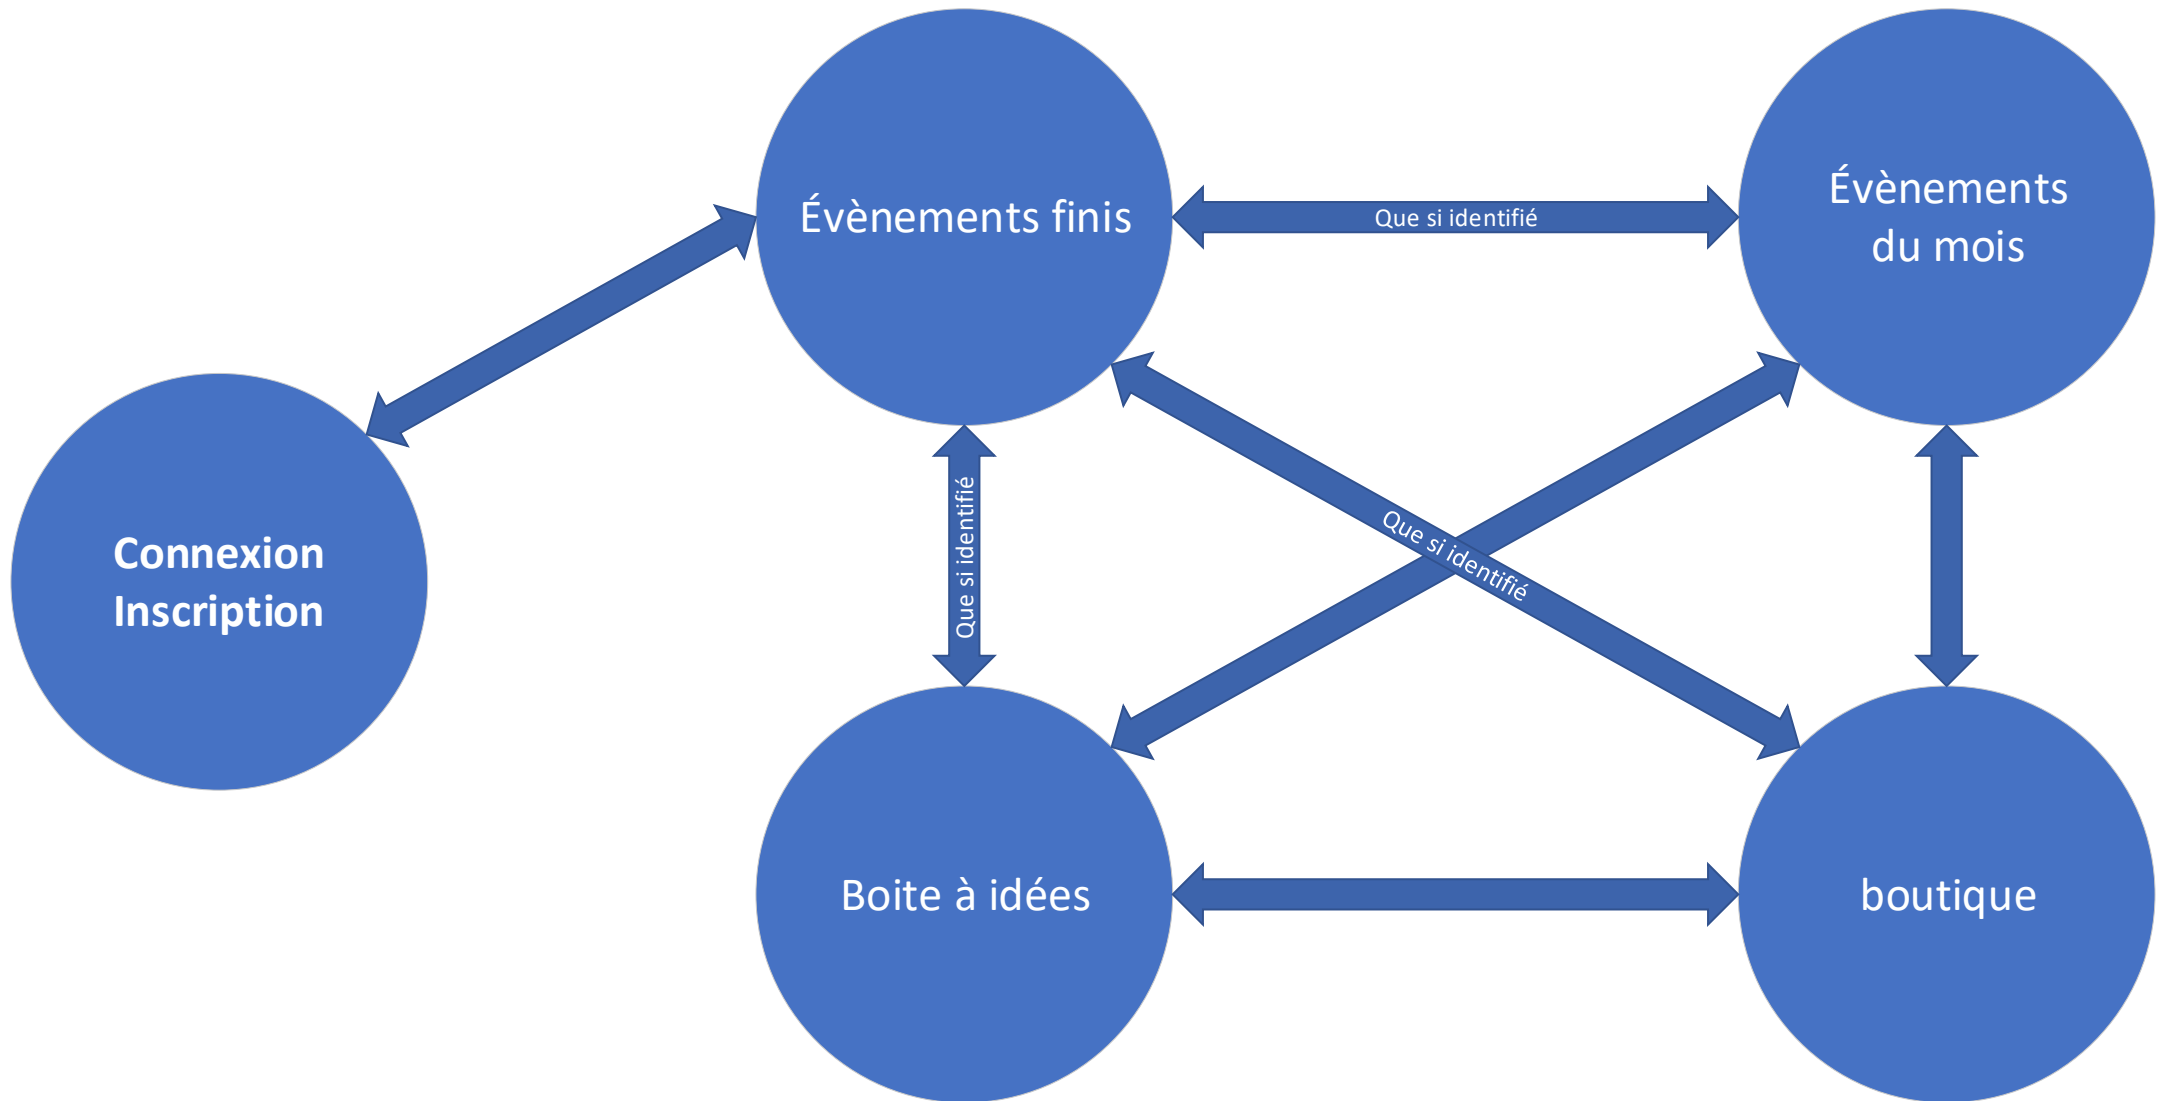 Évènements finis
Que si identifié
Évènements
du mois
Connexion
Inscription
Que si identifié
Que si identifié
Boite à idées
boutique